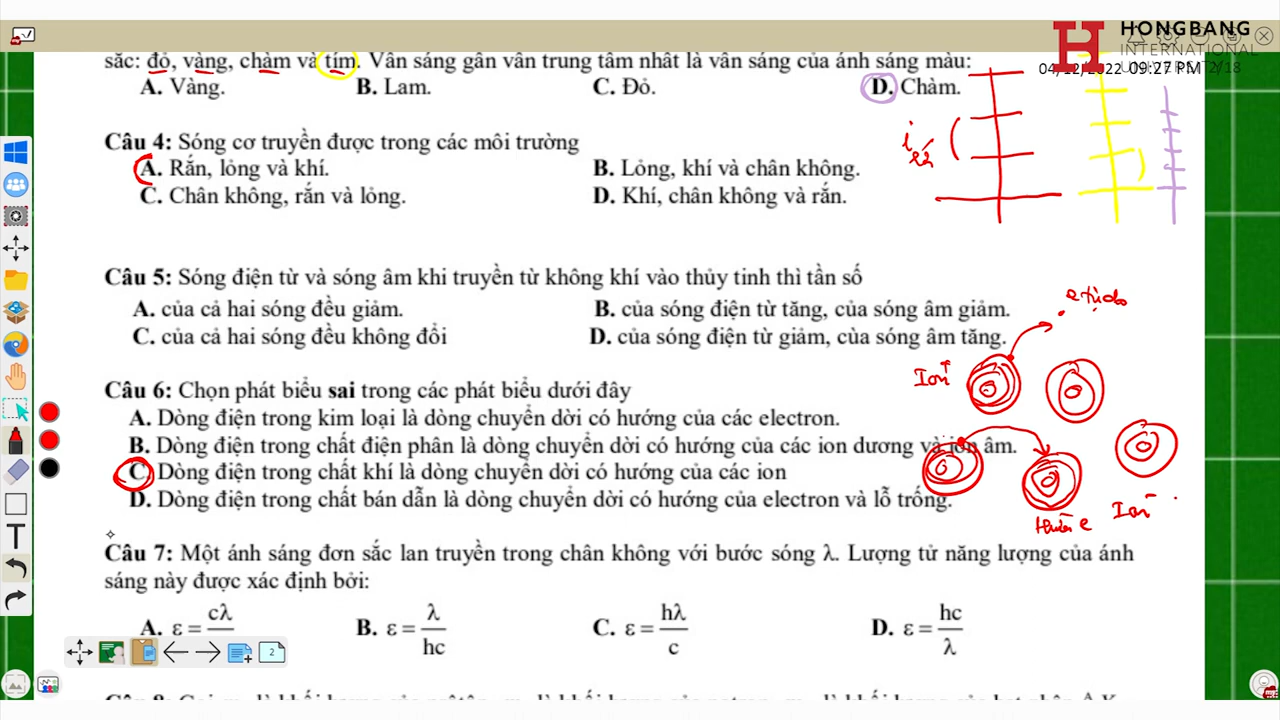 HONGBANG
INTERNATIONAL
04/12/2022 09:27 PM 2/18
sắc: đỏ, vàng, chàm và tím. Vân sáng gần vân trung tâm nhất là vân sáng của ánh sáng màu:
A. Vàng. B. Lam. C. Đỏ. D. Chàm.
Câu 4: Sóng cơ truyền được trong các môi trường
A. Rắn, lỏng và khí. B. Lỏng, khí và chân không.
C. Chân không, rắn và lỏng. D. Khí, chân không và rắn.
Câu 5: Sóng điện từ và sóng âm khi truyền từ không khí vào thủy tinh thì tần số
A. của cả hai sóng đều giảm. B. của sóng điện từ tăng, của sóng âm giảm.
C. của cả hai sóng đều không đổi D. của sóng điện từ giảm, của sóng âm tăng.
e tự do
Ion +
Câu 6: Chọn phát biểu sai trong các phát biểu dưới đây
A. Dòng điện trong kim loại là dòng chuyển dời có hướng của các electron.
B. Dòng điện trong chất điện phân là dòng chuyển dời có hướng của các ion dương và ion âm.
C. Dòng điện trong chất khí là dòng chuyển dời có hướng của các ion
D. Dòng điện trong chất bán dẫn là dòng chuyển dời có hướng của electron và lỗ trống.
thừa e
Ion -
Câu 7: Một ánh sáng đơn sắc lan truyền trong chân không với bước sóng λ. Lượng tử năng lượng của ánh
sáng này được xác định bởi:
A. ε = cλ B. ε = λ/hc C. ε = hλ/c D. ε = hc/λ
2